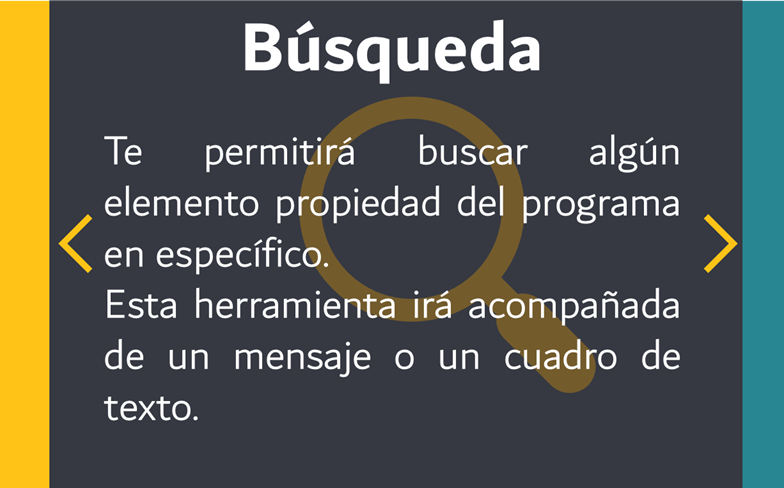 Búsqueda
Te permitirá buscar algún
elemento propiedad del programa
en específico.
Esta herramienta irá acompañada
de un mensaje o un cuadro de
texto.